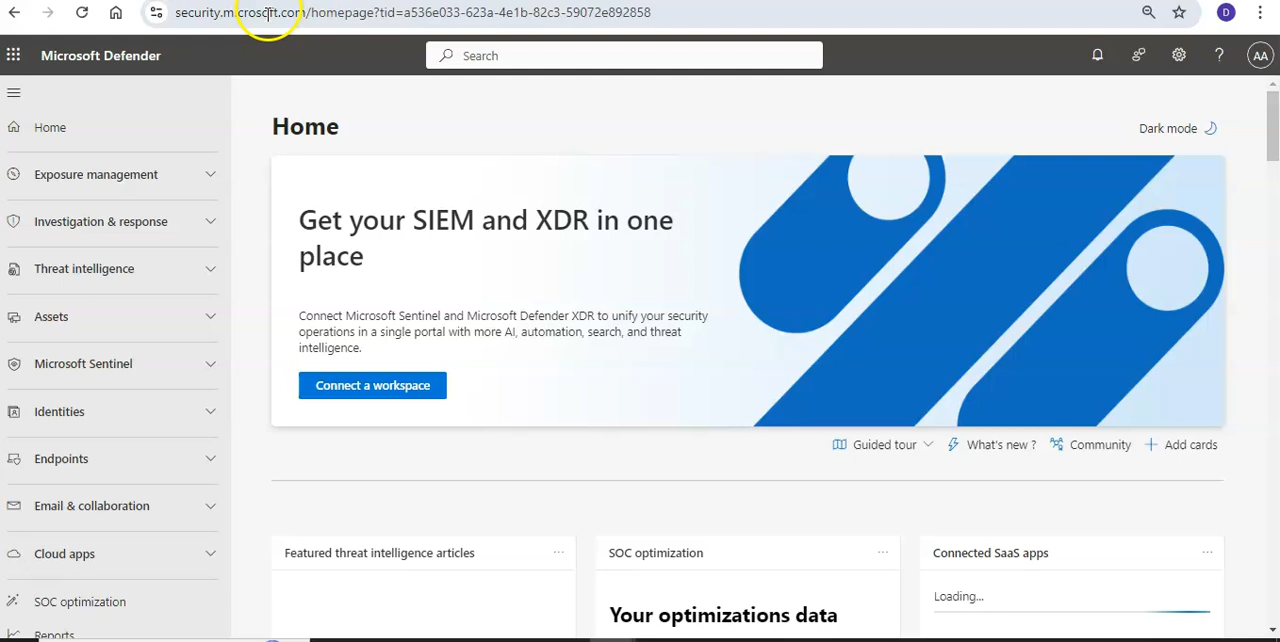 security.microsoft.com/homepage?tid=a536e033-623a-4e1b-82c3-59072e892858
D
Microsoft Defender
Search
?
AA
Home
Exposure management
Investigation & response
Threat intelligence
Assets
Microsoft Sentinel
Identities
Endpoints
Email & collaboration
Cloud apps
SOC optimization
Reports
Home
Dark mode
Get your SIEM and XDR in one
place
Connect Microsoft Sentinel and Microsoft Defender XDR to unify your security
operations in a single portal with more AI, automation, search, and threat
intelligence.
Connect a workspace
Guided tour
What's new ?
Community
Add cards
Featured threat intelligence articles
SOC optimization
Your optimizations data
Connected SaaS apps
Loading...